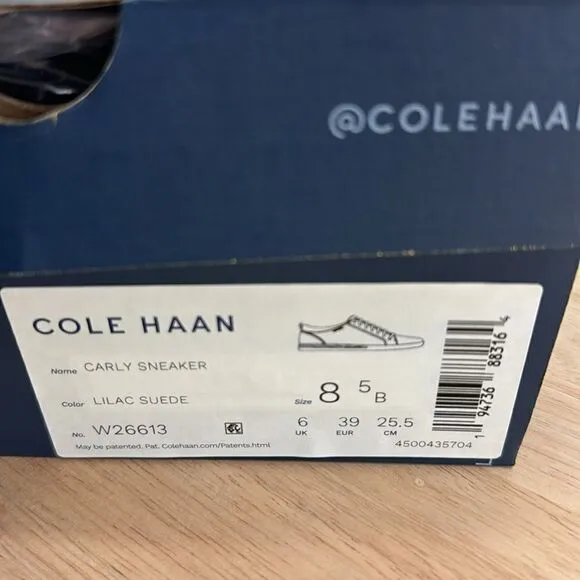 @COLEHAA
COLE HAAN
Name CARLY SNEAKER
Color LILAC SUEDE
No. W26613
May be patented. Pat. Colehaan.com/Patents.html
Size 8 5 B
6 39 25.5
UK EUR CM
4500435704
1 94736 88316 4